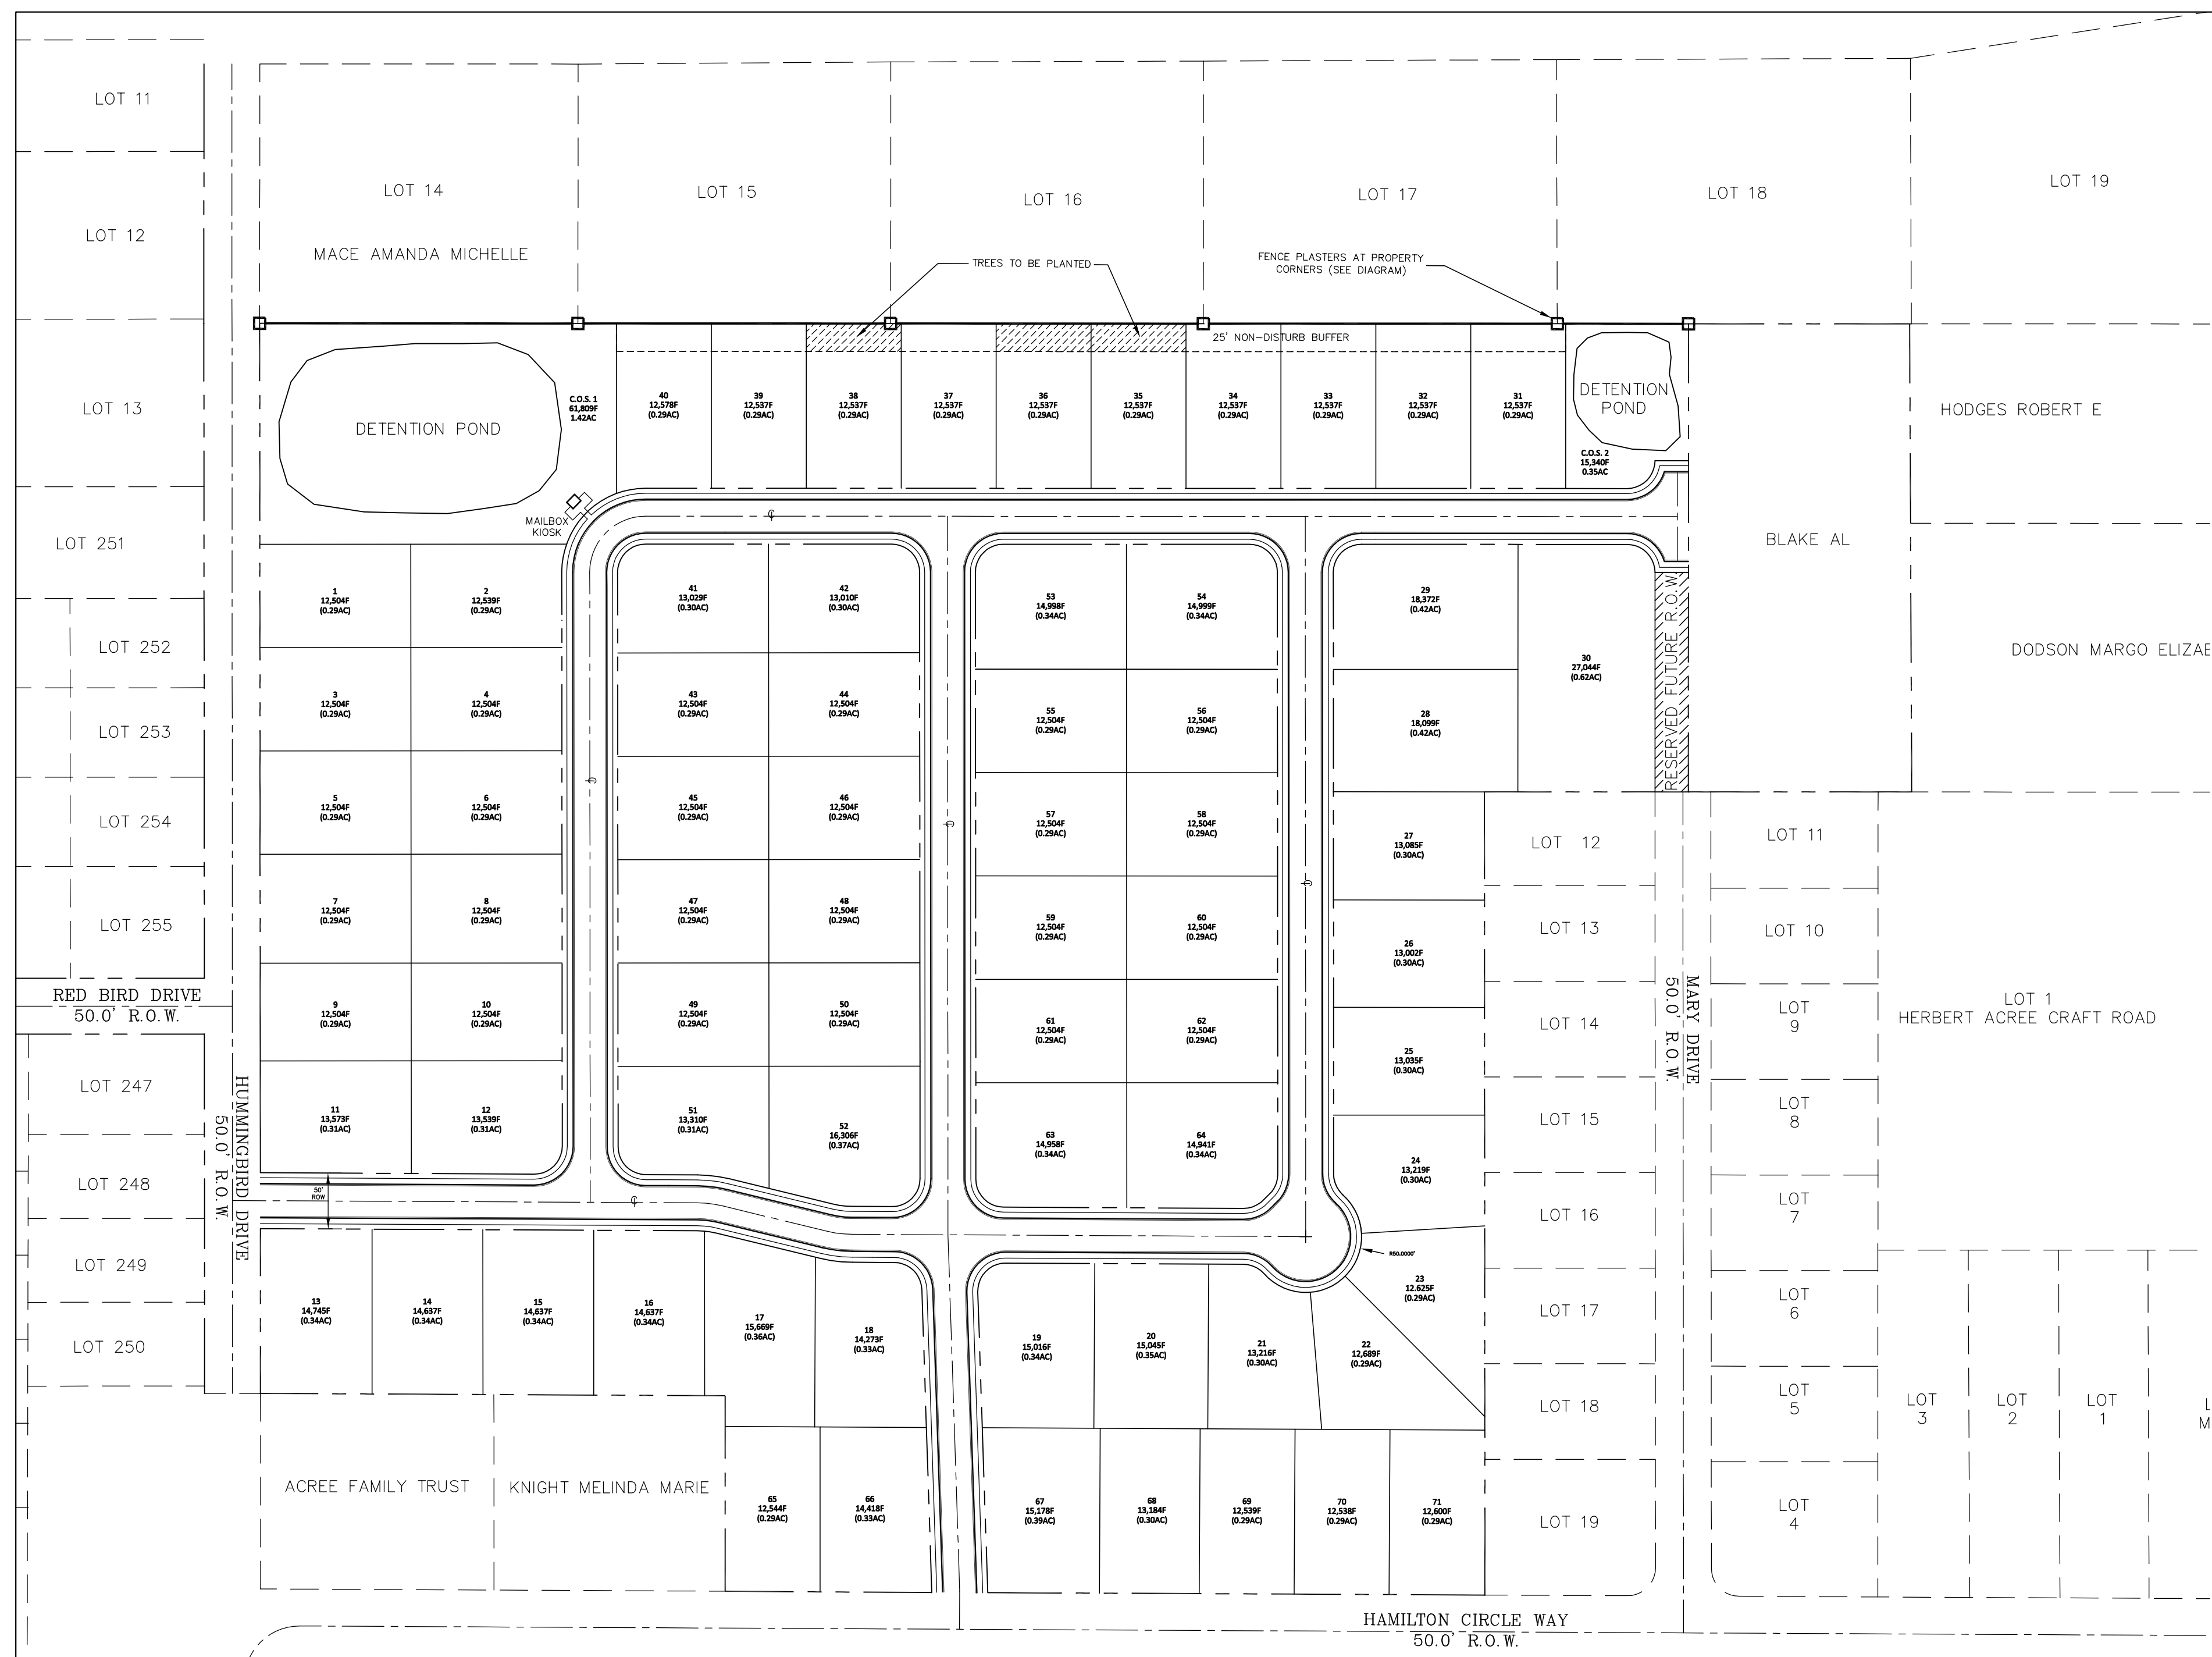 LOT 11
LOT 12
LOT 13
LOT 251
LOT 252
LOT 253
LOT 254
LOT 255
RED BIRD DRIVE
50.0' R.O.W.
LOT 247
LOT 248
LOT 249
LOT 250
HUMMINGBIRD DRIVE
50.0' R.O.W.
LOT 14
MACE AMANDA MICHELLE
LOT 15
LOT 16
LOT 17
LOT 18
LOT 19
TREES TO BE PLANTED
FENCE PLASTERS AT PROPERTY
CORNERS (SEE DIAGRAM)
25' NON-DISTURB BUFFER
DETENTION POND
C.O.S. 1
61,809F
1.42AC
MAILBOX
KIOSK
40
12,578F
(0.29AC)
39
12,537F
(0.29AC)
38
12,537F
(0.29AC)
37
12,537F
(0.29AC)
36
12,537F
(0.29AC)
35
12,537F
(0.29AC)
34
12,537F
(0.29AC)
33
12,537F
(0.29AC)
32
12,537F
(0.29AC)
31
12,537F
(0.29AC)
DETENTION
POND
C.O.S. 2
15,340F
0.35AC
HODGES ROBERT E
BLAKE AL
DODSON MARGO ELIZAB
1
12,504F
(0.29AC)
2
12,539F
(0.29AC)
3
12,504F
(0.29AC)
4
12,504F
(0.29AC)
5
12,504F
(0.29AC)
6
12,504F
(0.29AC)
7
12,504F
(0.29AC)
8
12,504F
(0.29AC)
9
12,504F
(0.29AC)
10
12,504F
(0.29AC)
11
13,573F
(0.31AC)
12
13,539F
(0.31AC)
50'
ROW
41
13,029F
(0.30AC)
42
13,010F
(0.30AC)
43
12,504F
(0.29AC)
44
12,504F
(0.29AC)
45
12,504F
(0.29AC)
46
12,504F
(0.29AC)
47
12,504F
(0.29AC)
48
12,504F
(0.29AC)
49
12,504F
(0.29AC)
50
12,504F
(0.29AC)
51
13,310F
(0.31AC)
52
16,306F
(0.37AC)
53
14,998F
(0.34AC)
54
14,999F
(0.34AC)
55
12,504F
(0.29AC)
56
12,504F
(0.29AC)
57
12,504F
(0.29AC)
58
12,504F
(0.29AC)
59
12,504F
(0.29AC)
60
12,504F
(0.29AC)
61
12,504F
(0.29AC)
62
12,504F
(0.29AC)
63
14,958F
(0.34AC)
64
14,941F
(0.34AC)
29
18,372F
(0.42AC)
30
27,044F
(0.62AC)
28
18,099F
(0.42AC)
RESERVED FUTURE R.O.W.
27
13,085F
(0.30AC)
26
13,002F
(0.30AC)
25
13,035F
(0.30AC)
24
13,219F
(0.30AC)
R50.0000'
23
12.625F
(0.29AC)
22
12,689F
(0.29AC)
21
13,216F
(0.30AC)
20
15,045F
(0.35AC)
19
15,016F
(0.34AC)
18
14,273F
(0.33AC)
17
15,669F
(0.36AC)
16
14,637F
(0.34AC)
15
14,637F
(0.34AC)
14
14,637F
(0.34AC)
13
14,745F
(0.34AC)
ACREE FAMILY TRUST
KNIGHT MELINDA MARIE
65
12,544F
(0.29AC)
66
14,418F
(0.33AC)
67
15,178F
(0.39AC)
68
13,184F
(0.30AC)
69
12,539F
(0.29AC)
70
12,538F
(0.29AC)
71
12,600F
(0.29AC)
LOT 12
LOT 13
LOT 14
LOT 15
LOT 16
LOT 17
LOT 18
LOT 19
MARY DRIVE
50.0' R.O.W.
LOT 11
LOT 10
LOT
9
LOT
8
LOT
7
LOT
6
LOT
5
LOT
4
LOT 1
HERBERT ACREE CRAFT ROAD
LOT
3
LOT
2
LOT
1
HAMILTON CIRCLE WAY
50.0' R.O.W.